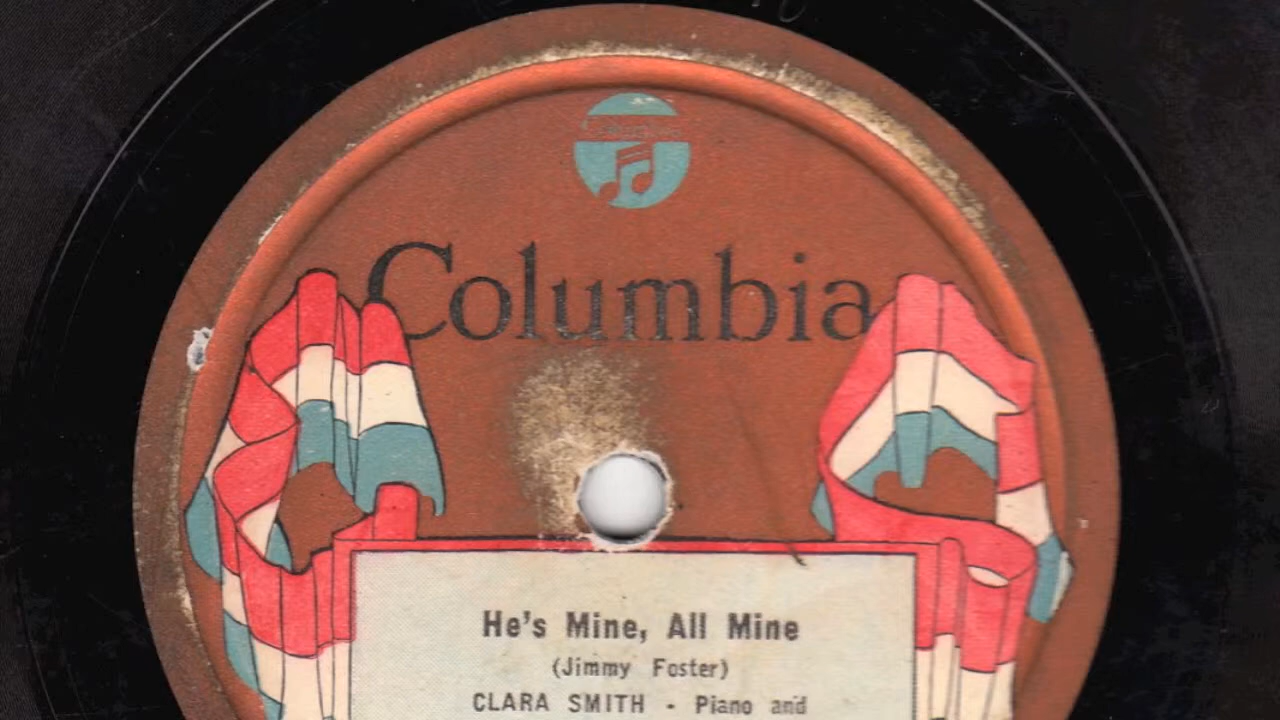 Columbia
He's Mine, All Mine
(Jimmy Foster)
CLARA SMITH - Piano and